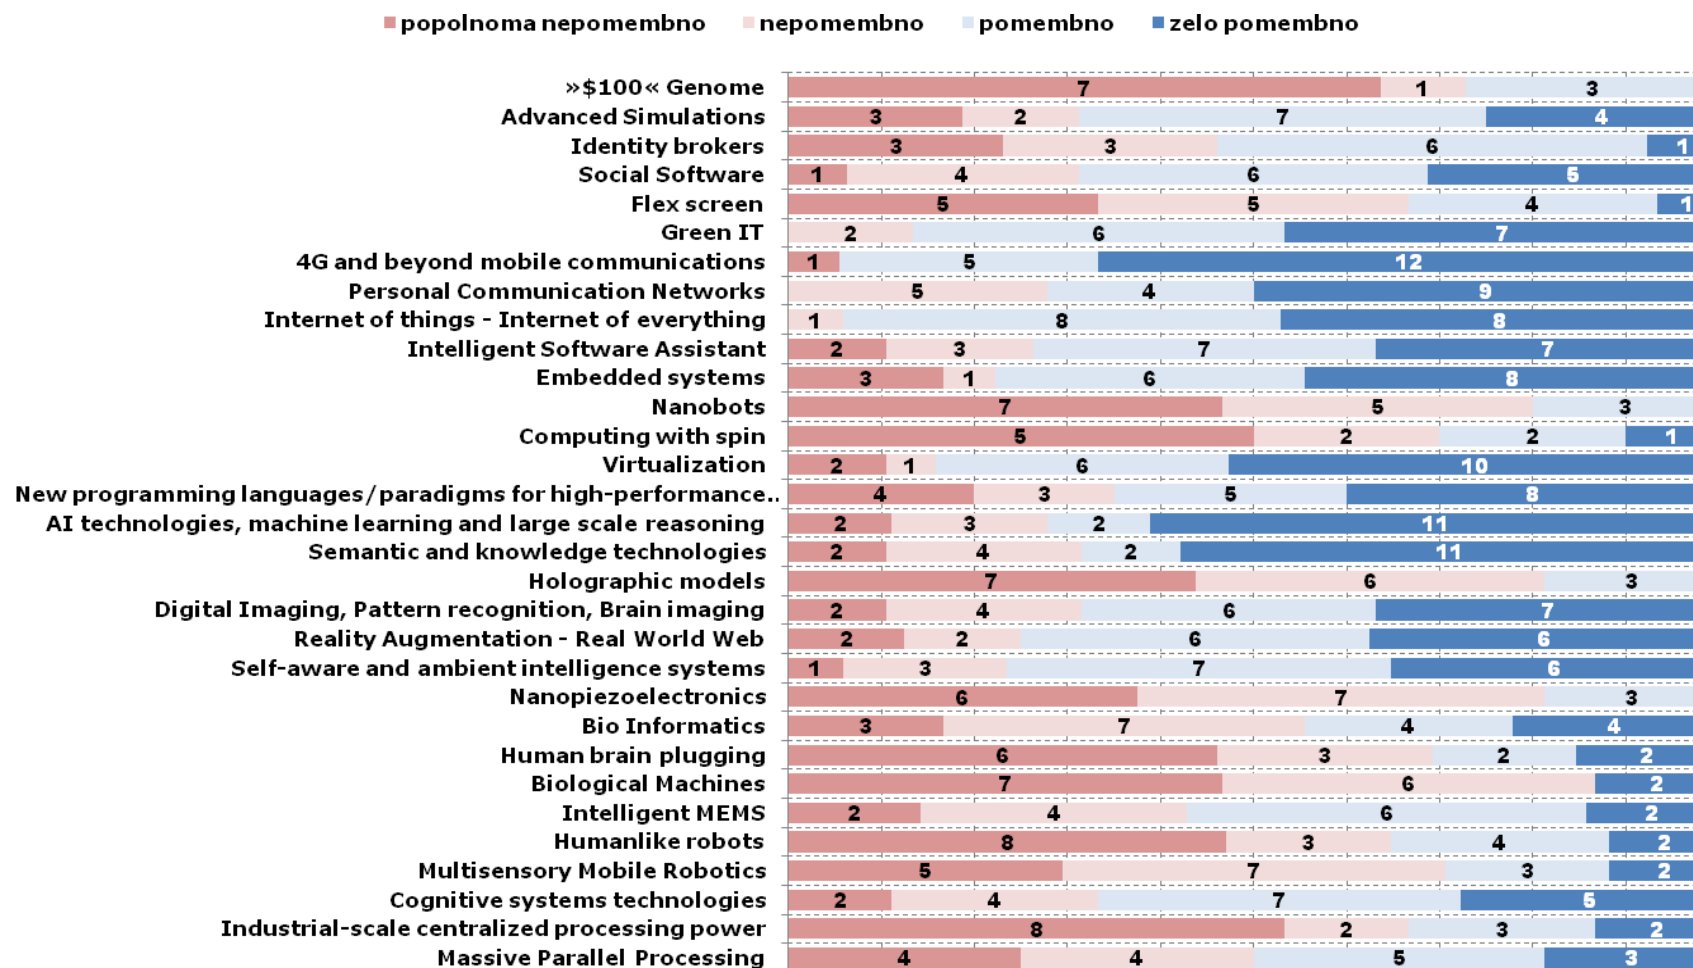 popolnoma nepomembno nepomembno pomembno zelo pomembno
»$100« Genome 7 1 3
Advanced Simulations 3 2 7 4
Identity brokers 3 3 6 1
Social Software 1 4 6 5
Flex screen 5 5 4 1
Green IT 2 6 7
4G and beyond mobile communications 1 5 12
Personal Communication Networks 5 4 9
Internet of things - Internet of everything 1 8 8
Intelligent Software Assistant 2 3 7 7
Embedded systems 3 1 6 8
Nanobots 7 5 3
Computing with spin 5 2 2 1
Virtualization 2 1 6 10
New programming languages/paradigms for high-performance.. 4 3 5 8
AI technologies, machine learning and large scale reasoning 2 3 2 11
Semantic and knowledge technologies 2 4 2 11
Holographic models 7 6 3
Digital Imaging, Pattern recognition, Brain imaging 2 4 6 7
Reality Augmentation - Real World Web 2 2 6 6
Self-aware and ambient intelligence systems 1 3 7 6
Nanopiezoelectronics 6 7 3
Bio Informatics 3 7 4 4
Human brain plugging 6 3 2 2
Biological Machines 7 6 2
Intelligent MEMS 2 4 6 2
Humanlike robots 8 3 4 2
Multisensory Mobile Robotics 5 7 3 2
Cognitive systems technologies 2 4 7 5
Industrial-scale centralized processing power 8 2 3 2
Massive Parallel Processing 4 4 5 3